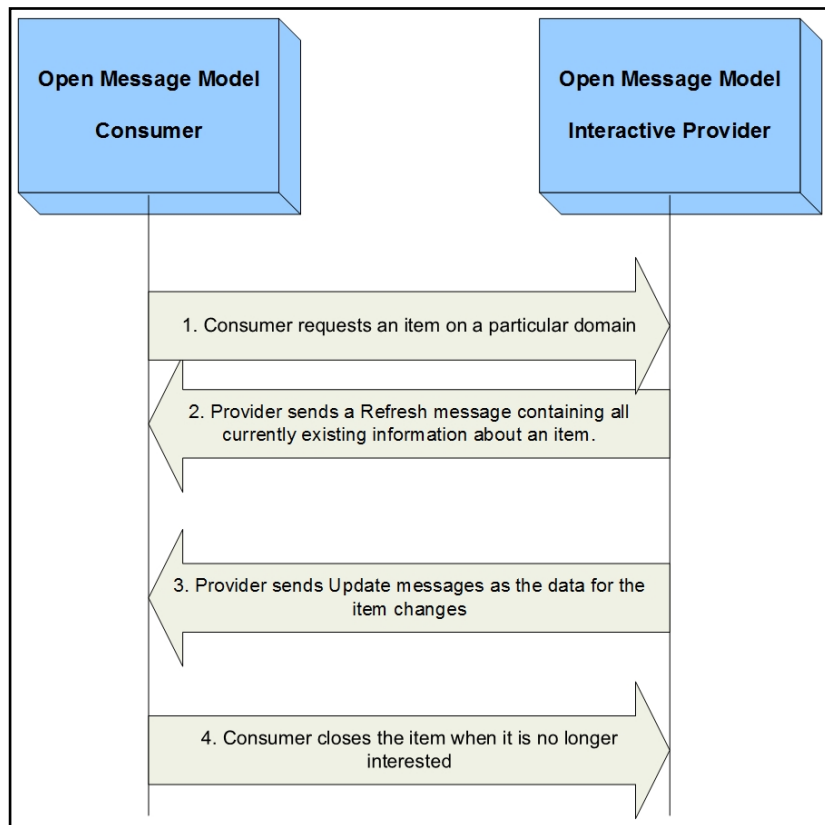 Open Message Model
Consumer
Open Message Model
Interactive Provider
1. Consumer requests an item on a particular domain
2. Provider sends a Refresh message containing all
currently existing information about an item.
3. Provider sends Update messages as the data for the
item changes
4. Consumer closes the item when it is no longer
interested